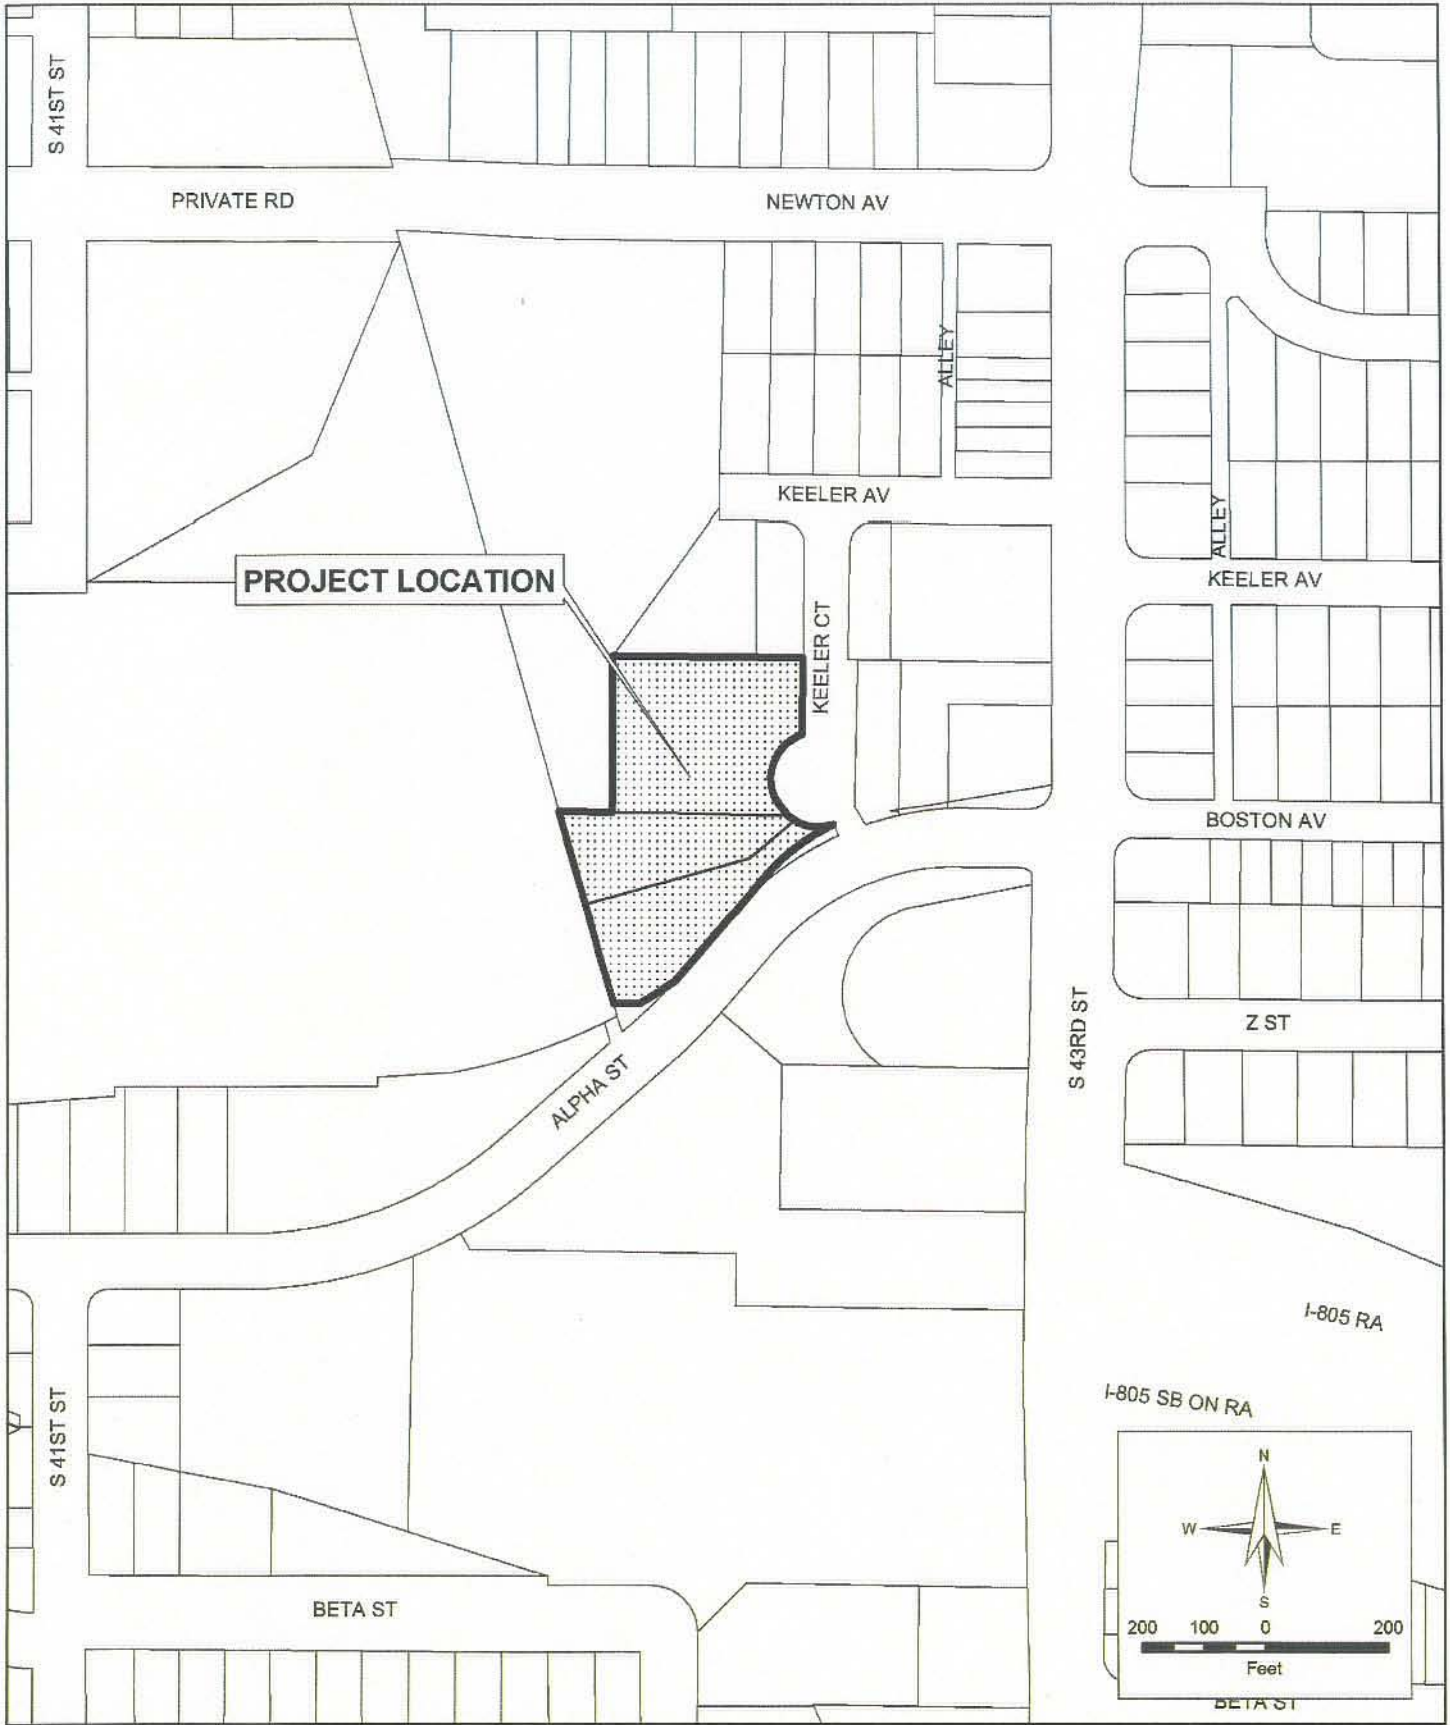 S 41ST ST
PRIVATE RD
NEWTON AV
ALLEY
KEELER AV
ALLEY
KEELER AV
PROJECT LOCATION
KEELER CT
BOSTON AV
S 43RD ST
Z ST
ALPHA ST
I-805 RA
I-805 SB ON RA
S 41ST ST
N
W
E
S
200 100 0 200
Feet
BETA ST
BETA ST